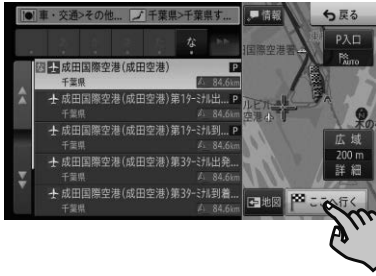 車・交通>その他... 千葉県>千葉県す...
情報
戻る
な
P入口
AUTO
成田国際空港(成田空港) P
千葉県 84.6km
成田国際空港(成田空港)第1ターミナル出... P
千葉県 84.6km
成田国際空港(成田空港)第1ターミナル到... P
千葉県 84.6km
成田国際空港(成田空港)第3ターミナル出発...
千葉県 84.6km
成田国際空港(成田空港)第3ターミナル到着...
千葉県 84.6km
広域
200 m
詳細
地図
ここへ行く